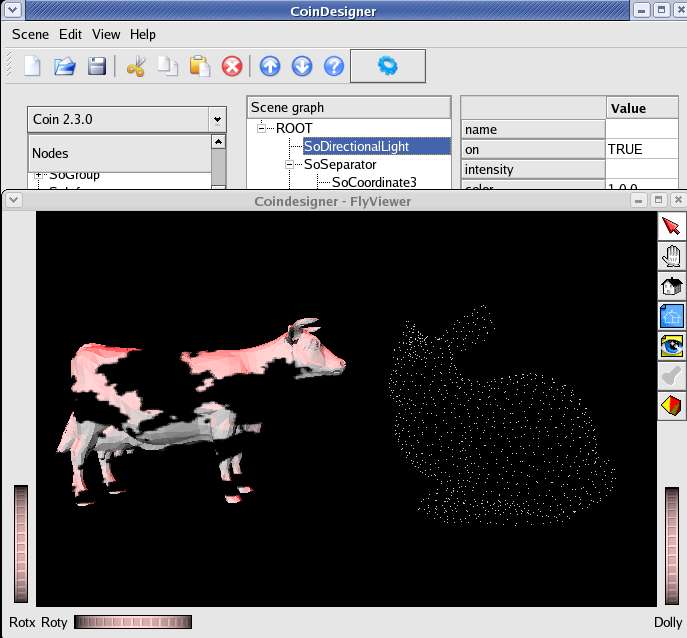 CoinDesigner
Scene Edit View Help
Coin 2.3.0
Nodes
SoGroup
Scene graph
ROOT
SoDirectionalLight
SoSeparator
SoCoordinate3
Value
name
on TRUE
intensity
color 1 0 0
Coindesigner - FlyViewer
Rotx Roty
Dolly